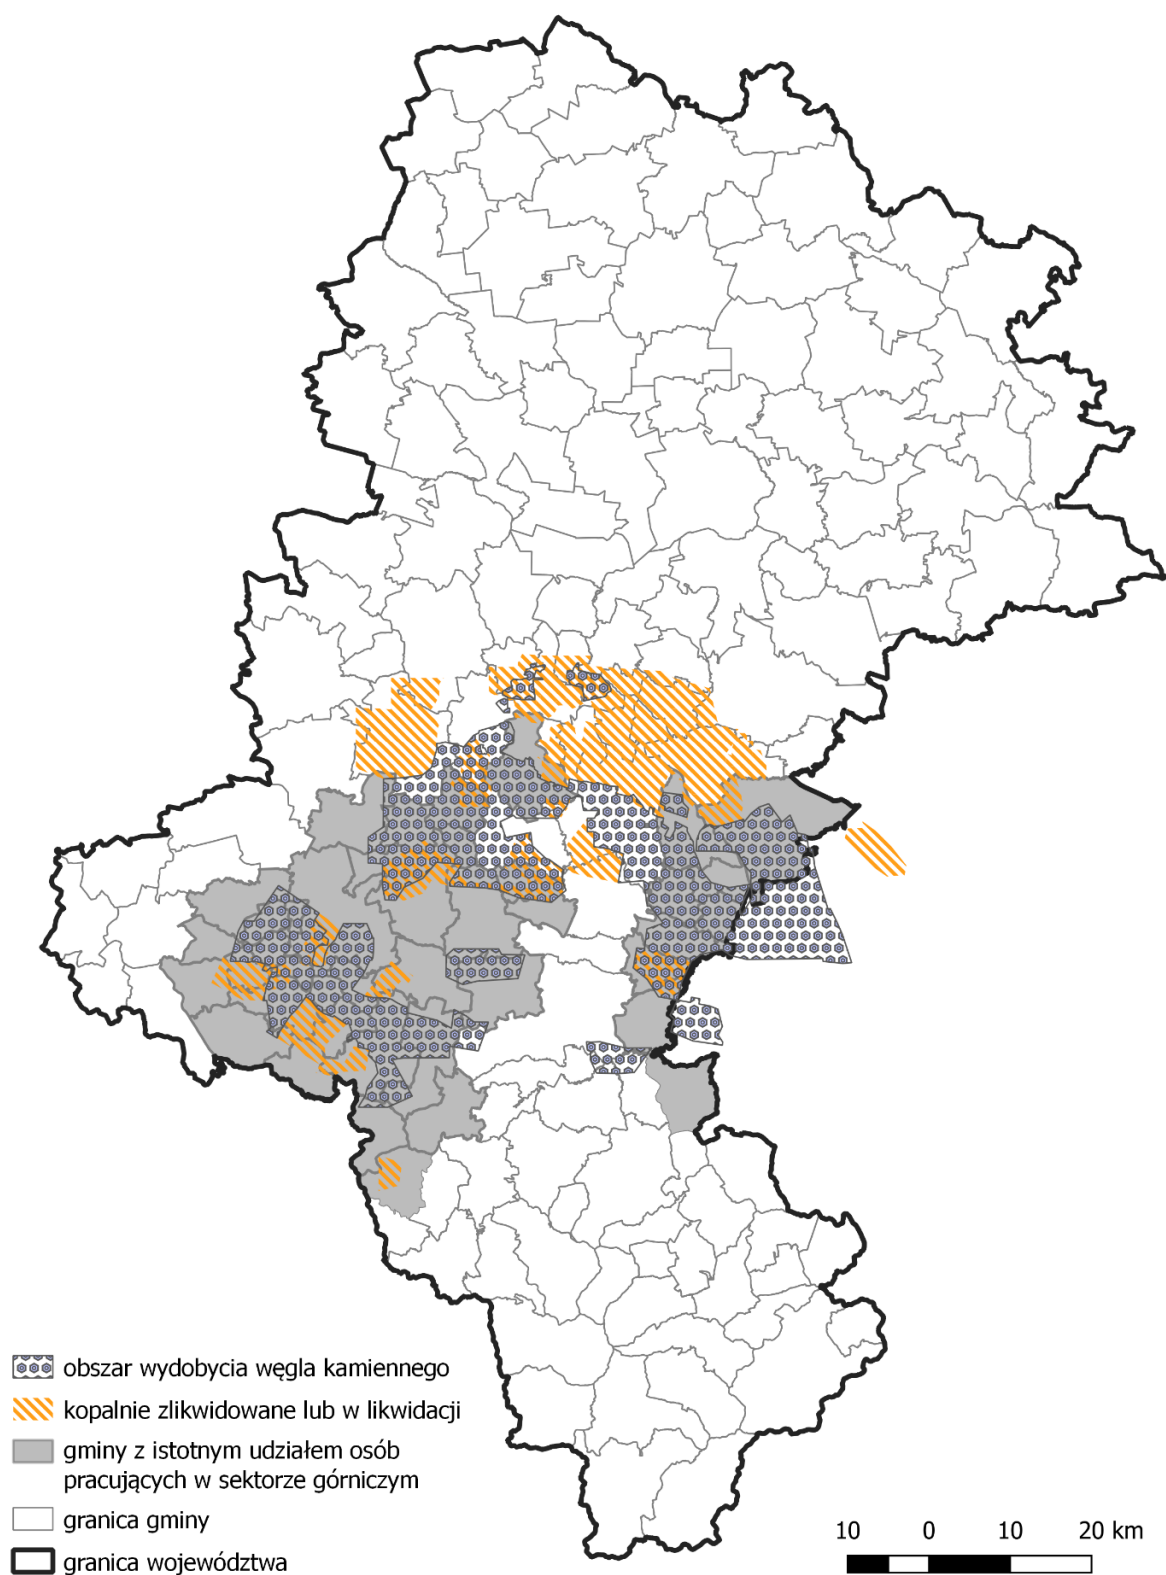 obszar wydobycia węgla kamiennego
kopalnie zlikwidowane lub w likwidacji
gminy z istotnym udziałem osób
pracujących w sektorze górniczym
granica gminy
granica województwa
10 0 10 20 km